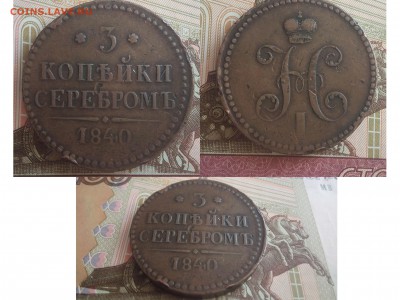 COINS.LAVE.RU
* 3 *
КОПѢЙКИ
СЕРЕБРОМЪ
1840
Н
I
* 3 *
КОПѢЙКИ
СЕРЕБРОМЪ
1840